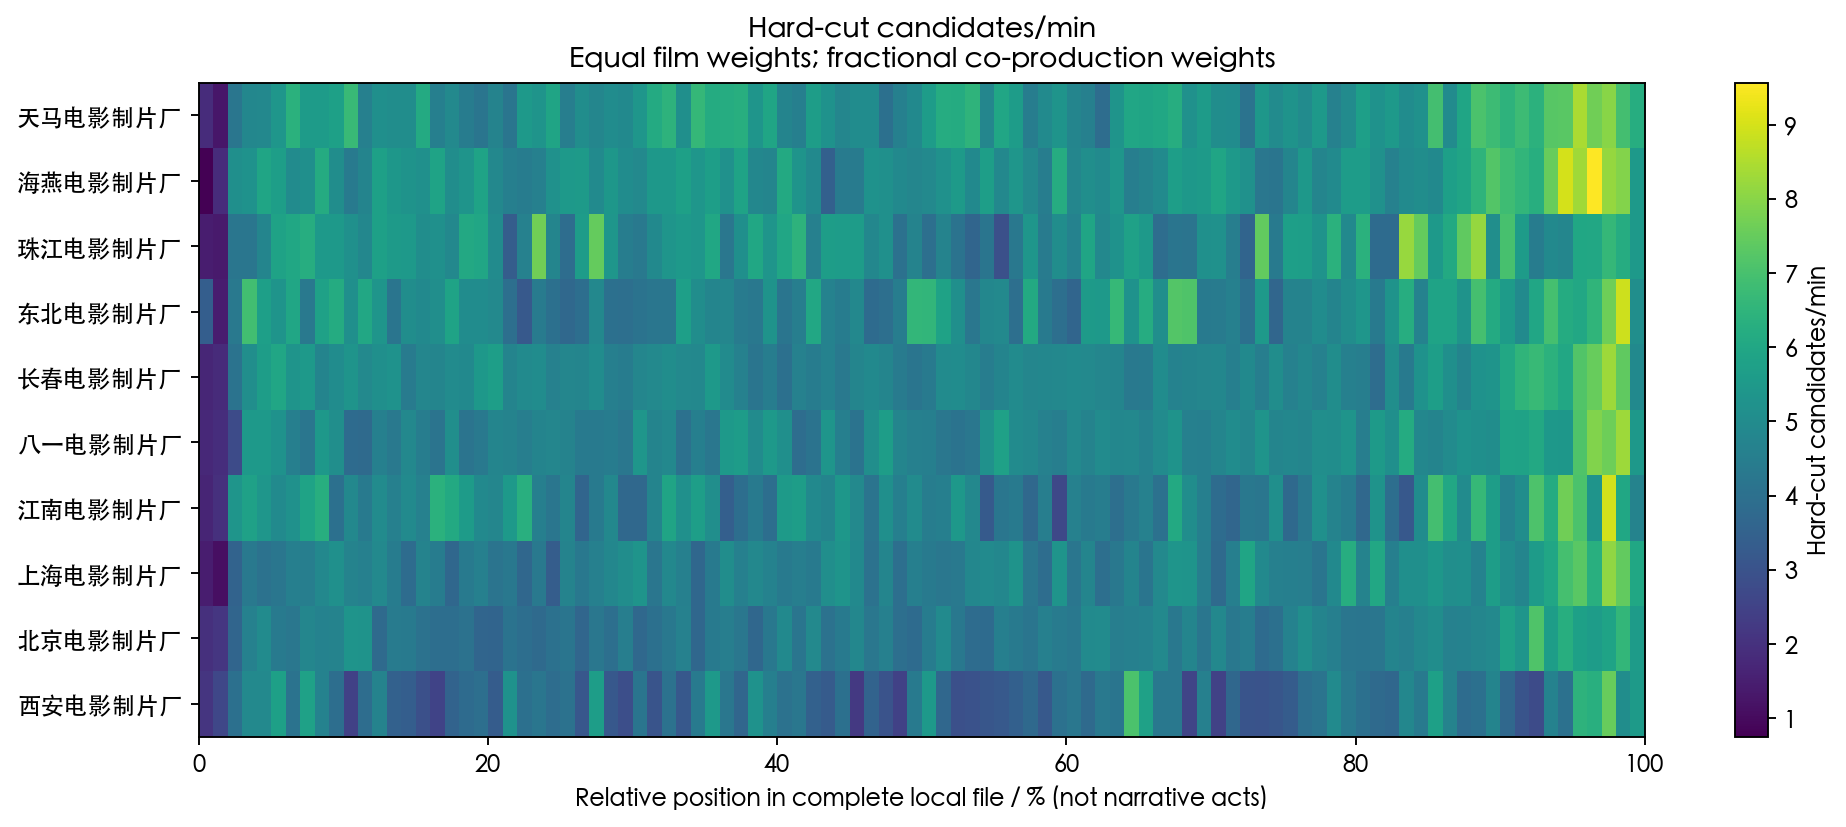 Hard-cut candidates/min
Equal film weights; fractional co-production weights
天马电影制片厂
海燕电影制片厂
珠江电影制片厂
东北电影制片厂
长春电影制片厂
八一电影制片厂
江南电影制片厂
上海电影制片厂
北京电影制片厂
西安电影制片厂
0
20
40
60
80
100
Relative position in complete local file / % (not narrative acts)
9
8
7
6
5
4
3
2
1
Hard-cut candidates/min